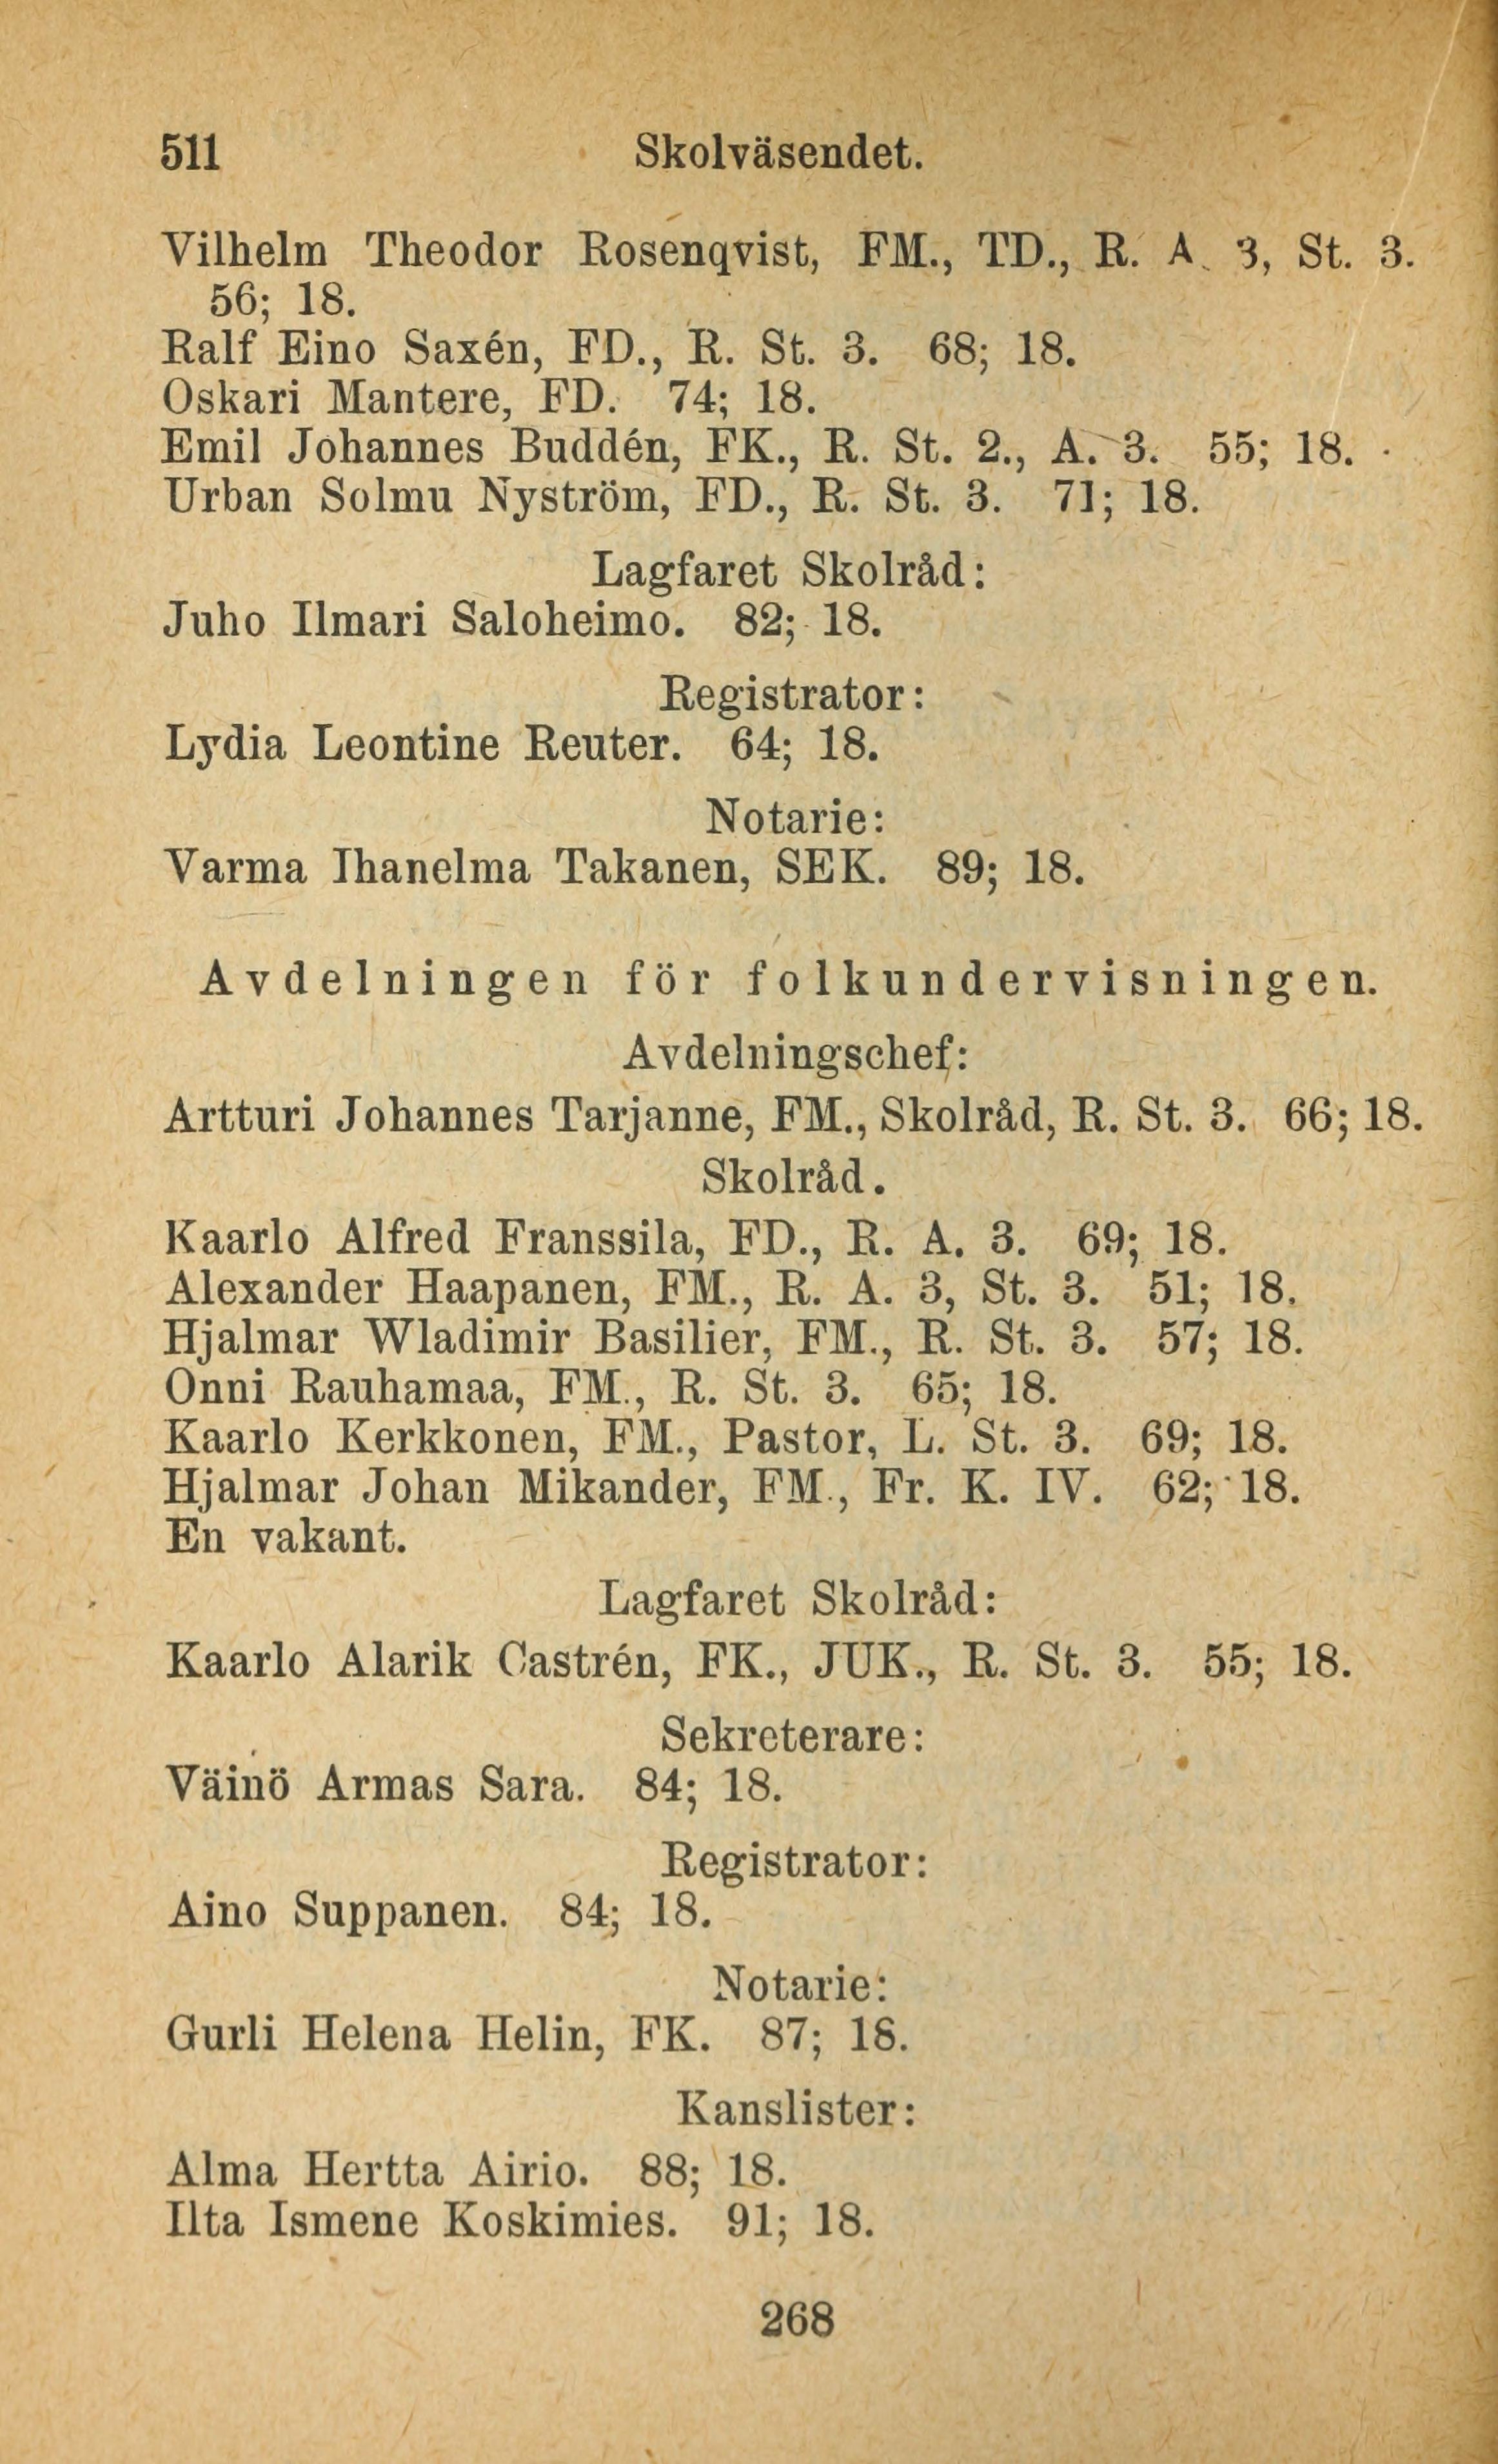 511 Skolväsendet.
Vilhelm Theodor Rosenqvist, FM., TD., R. A. 3, St. 3.
56; 18.
Ralf Eino Saxén, FD., R. St. 3. 68; 18.
Oskari Mantere, FD. 74; 18.
Emil Johannes Buddén, FK., R. St. 2., A. 3. 55; 18.
Urban Solmu Nyström, FD., R. St. 3. 71; 18.
Lagfaret Skolråd:
Juho Ilmari Saloheimo. 82; 18.
Registrator:
Lydia Leontine Reuter. 64; 18.
Notarie:
Varma Ihanelma Takanen, SEK. 89; 18.
Avdelningen för folkundervisningen.
Avdelningschef:
Artturi Johannes Tarjanne, FM., Skolråd, R. St. 3. 66; 18.
Skolråd.
Kaarlo Alfred Franssila, FD., R. A. 3. 69; 18.
Alexander Haapanen, FM., R. A. 3, St. 3. 51; 18.
Hjalmar Wladimir Basilier, FM., R. St. 3. 57; 18.
Onni Rauhamaa, FM., R. St. 3. 65; 18.
Kaarlo Kerkkonen, FM., Pastor, L. St. 3. 69; 18.
Hjalmar Johan Mikander, FM., Fr. K. IV. 62; 18.
En vakant.
Lagfaret Skolråd:
Kaarlo Alarik Castrén, FK., JUK., R. St. 3. 55; 18.
Sekreterare:
Väinö Armas Sara. 84; 18.
Registrator:
Aino Suppanen. 84; 18.
Notarie:
Gurli Helena Helin, FK. 87; 18.
Kanslister:
Alma Hertta Airio. 88; 18.
Ilta Ismene Koskimies. 91; 18.
268